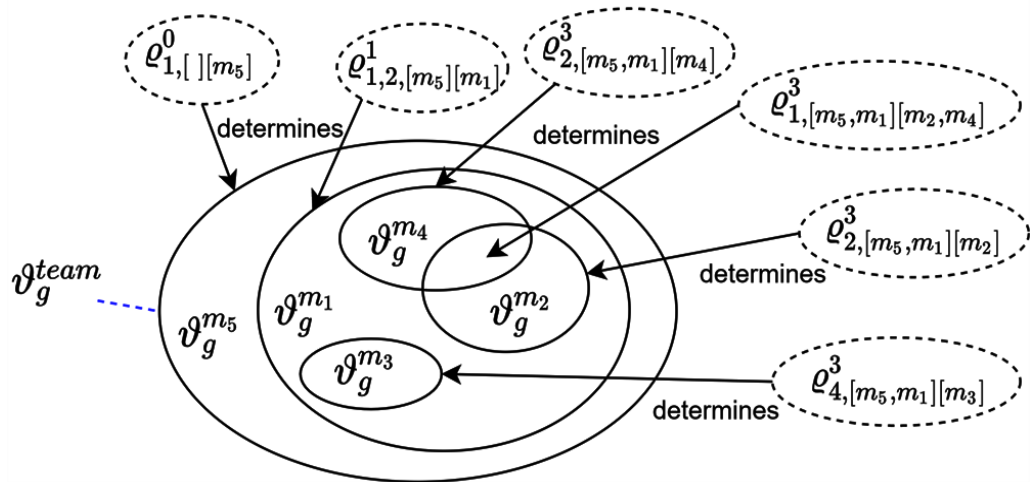 ϱ^0_{1,[ ][m_5]}
ϱ^1_{1,2,[m_5][m_1]}
ϱ^3_{2,[m_5,m_1][m_4]}
ϱ^3_{1,[m_5,m_1][m_2,m_4]}
determines
determines
ϑ_g^{m_4}
ϱ^3_{2,[m_5,m_1][m_2]}
determines
ϑ_g^{team}
ϑ_g^{m_5}
ϑ_g^{m_1}
ϑ_g^{m_2}
ϑ_g^{m_3}
ϱ^3_{4,[m_5,m_1][m_3]}
determines